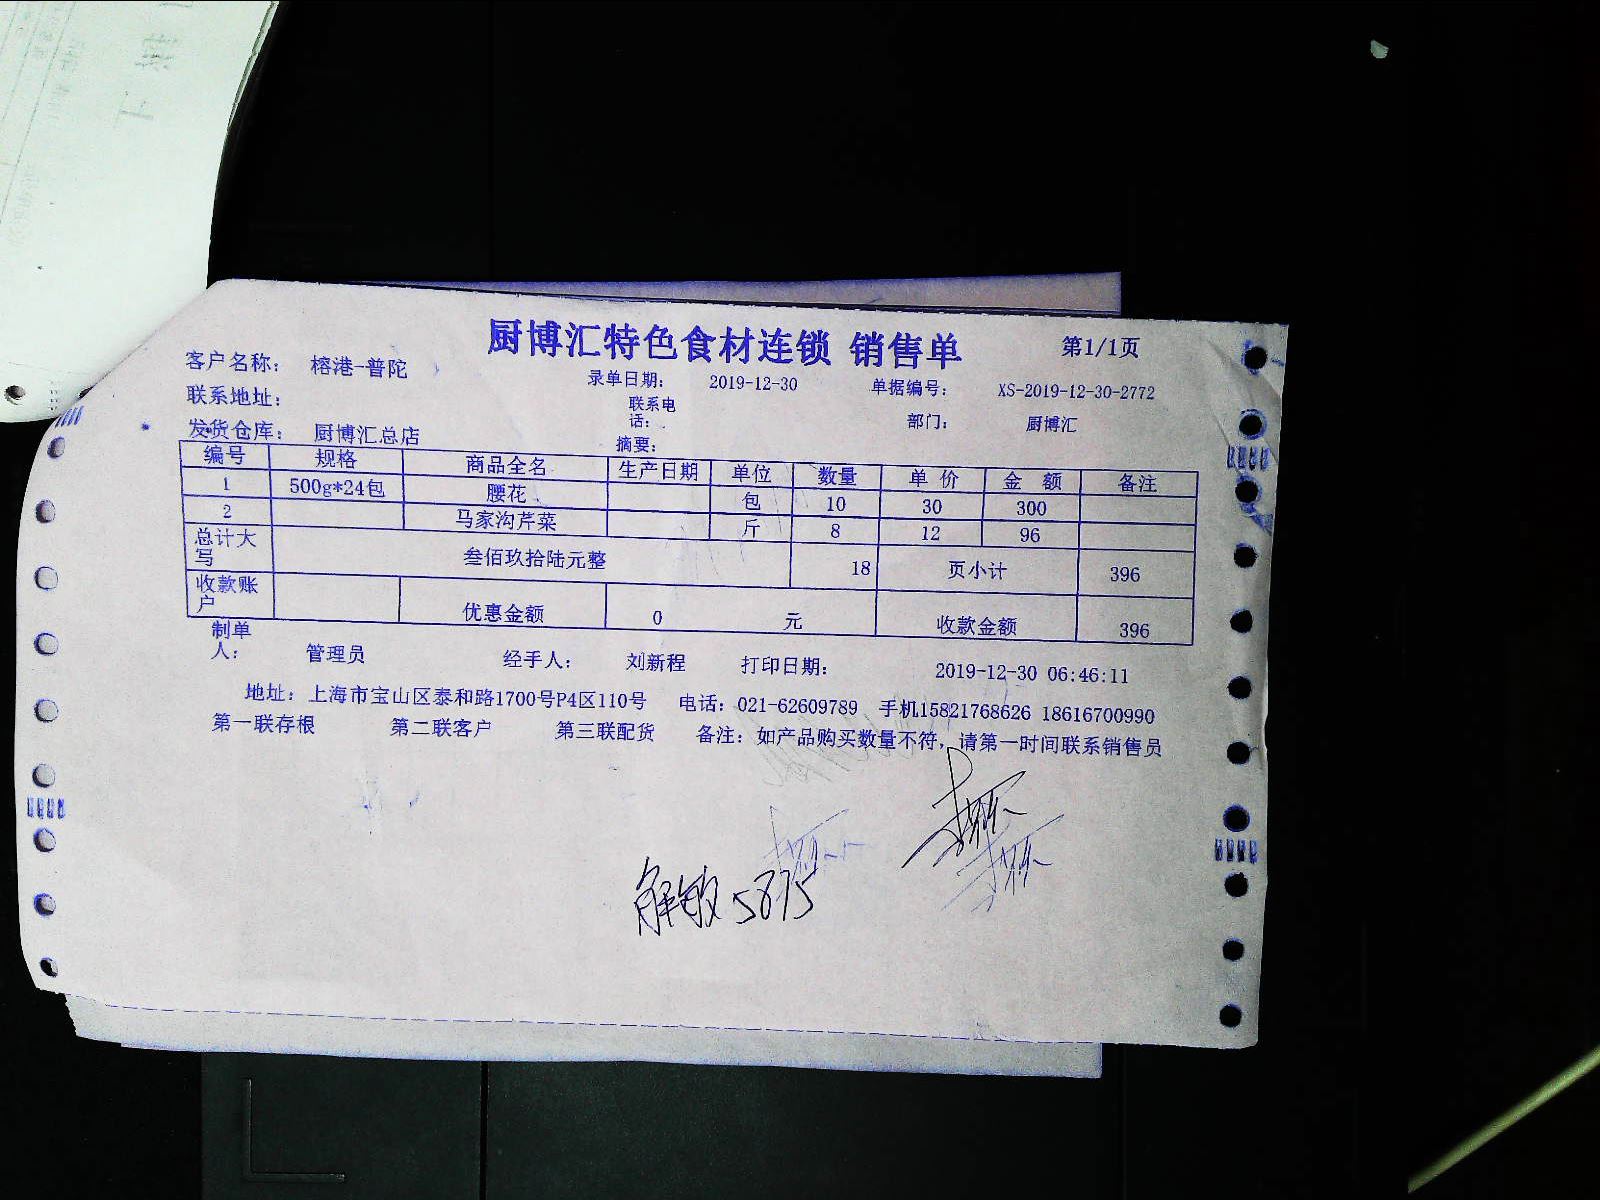 厨博汇特色食材连锁 销售单 第1/1页
客户名称： 榕港-普陀 录单日期： 2019-12-30 单据编号： XS-2019-12-30-2772
联系地址： 联系电话： 部门： 厨博汇
发货仓库： 厨博汇总店 摘要：
编号 规格 商品全名 生产日期 单位 数量 单 价 金 额 备注
1 500g*24包 腰花 包 10 30 300
2 马家沟芹菜 斤 8 12 96
总计大写 叁佰玖拾陆元整 18 页小计 396
收款账户 优惠金额 0 元 收款金额 396
制单人： 管理员 经手人： 刘新程 打印日期： 2019-12-30 06:46:11
地址：上海市宝山区泰和路1700号P4区110号 电话：021-62609789 手机15821768626 18616700990
第一联存根 第二联客户 第三联配货 备注：如产品购买数量不符，请第一时间联系销售员
解敏 5875